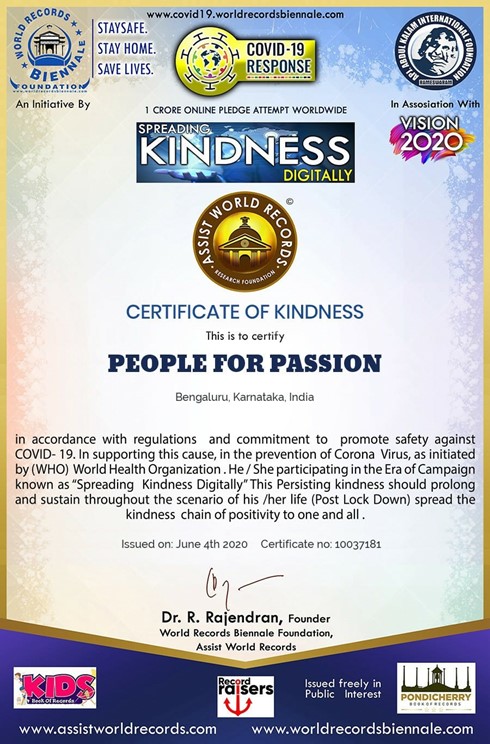 www.covid19.worldrecordsbiennale.com
WORLD RECORDS
BIENNALE
FOUNDATION
www.worldrecordsbiennale.com
STAYSAFE.
STAY HOME.
SAVE LIVES.
COVID-19
RESPONSE
APJ ABDUL KALAM INTERNATIONAL FOUNDATION
RAMESWARAM
An Initiative By
1 CRORE ONLINE PLEDGE ATTEMPT WORLDWIDE
In Assosiation With
SPREADING
KINDNESS
DIGITALLY
VISION
2020
ASSIST WORLD RECORDS
RESEARCH FOUNDATION
©
CERTIFICATE OF KINDNESS
This is to certify
PEOPLE FOR PASSION
Bengaluru, Karnataka, India
in accordance with regulations and commitment to promote safety against
COVID- 19. In supporting this cause, in the prevention of Corona Virus, as initiated
by (WHO) World Health Organization . He / She participating in the Era of Campaign
known as “Spreading Kindness Digitally” This Persisting kindness should prolong
and sustain throughout the scenario of his /her life (Post Lock Down) spread the
kindness chain of positivity to one and all .
Issued on: June 4th 2020 Certificate no: 10037181
Dr. R. Rajendran, Founder
World Records Biennale Foundation,
Assist World Records
KIDS
Book Of Records
Record
raisers
Issued freely in
Public Interest
PONDICHERRY
BOOK OF RECORDS
www.assistworldrecords.com
www.worldrecordsbiennale.com